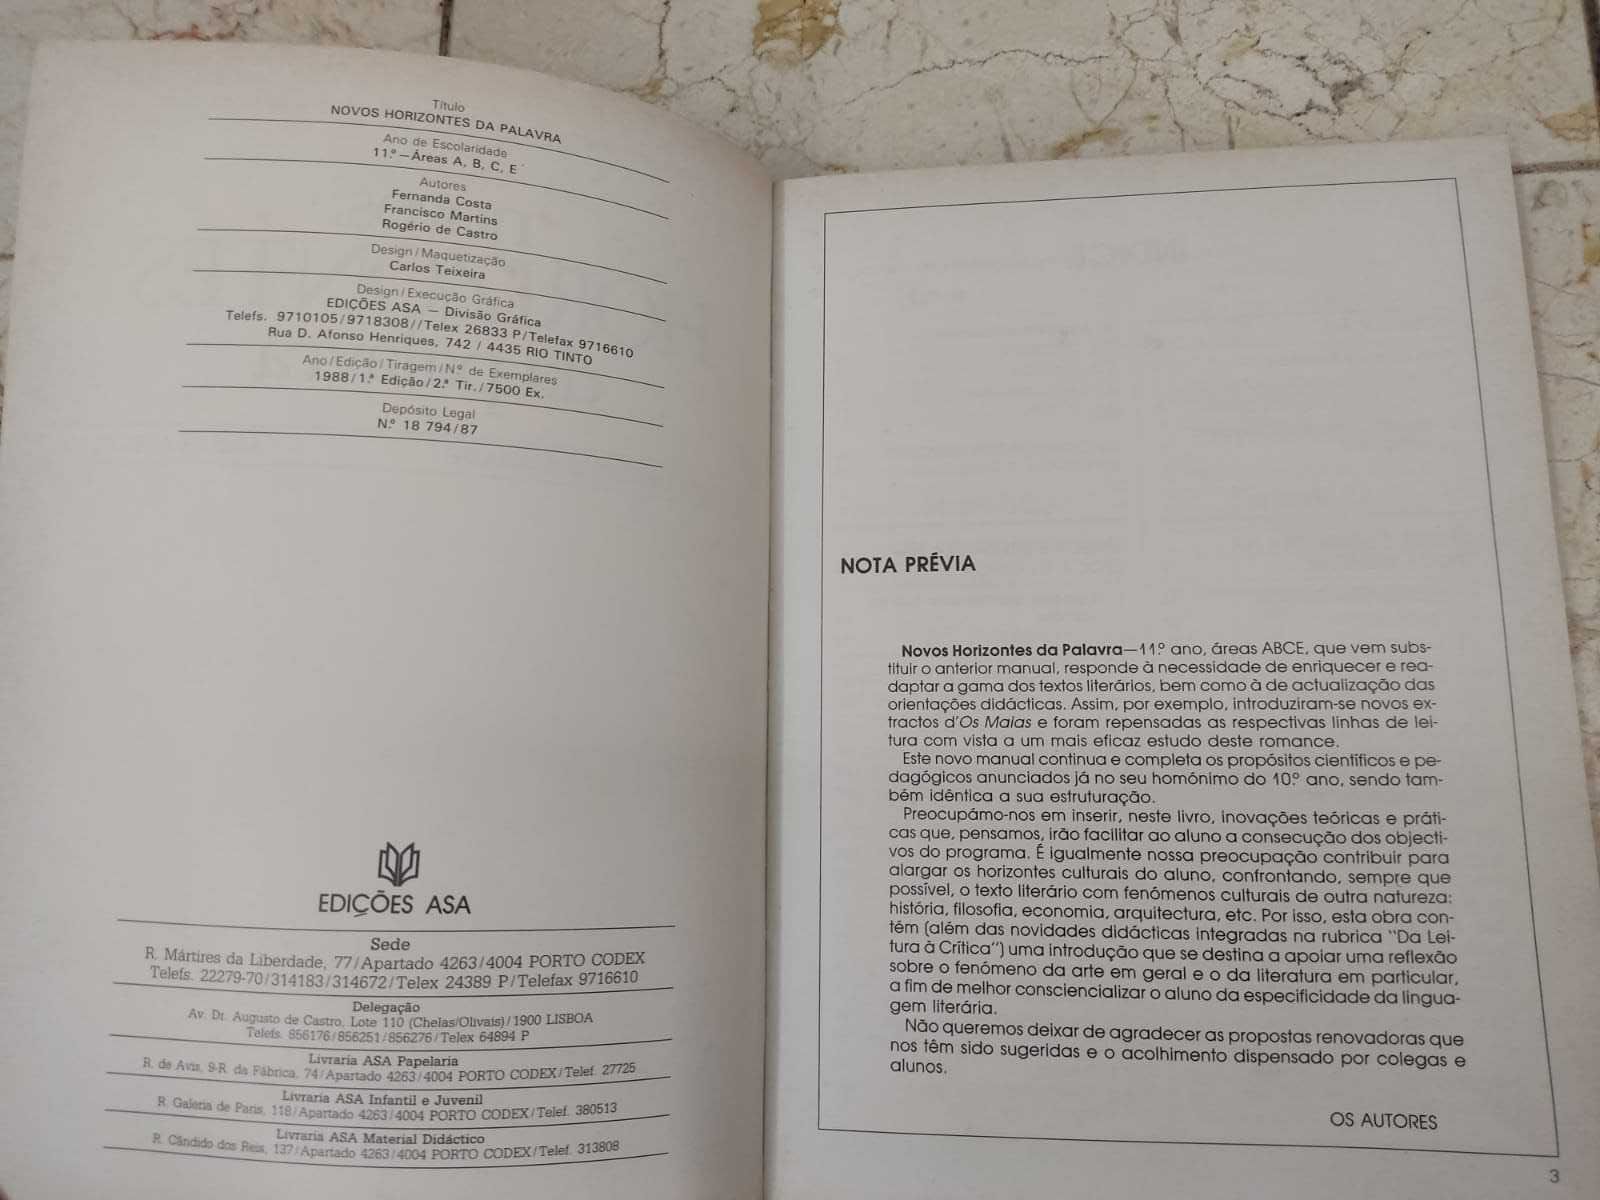 Título
NOVOS HORIZONTES DA PALAVRA
Ano de Escolaridade
11.º—Áreas A, B, C, E
Autores
Fernanda Costa
Francisco Martins
Rogério de Castro
Design/Maquetização
Carlos Teixeira
Design/Execução Gráfica
EDIÇÕES ASA — Divisão Gráfica
Telefs. 9710105/9718308//Telex 26833 P/Telefax 9716610
Rua D. Afonso Henriques, 742 / 4435 RIO TINTO
Ano/Edição/Tiragem/N.º de Exemplares
1988/1.ª Edição/2.ª Tir./7500 Ex.
Depósito Legal
N.º 18 794/87
EDIÇÕES ASA
Sede
R. Mártires da Liberdade, 77/Apartado 4263/4004 PORTO CODEX
Telefs. 22279-70/314183/314672/Telex 24389 P/Telefax 9716610
Delegação
Av. Dr. Augusto de Castro, Lote 110 (Chelas/Olivais)/1900 LISBOA
Telefs. 856176/856251/856276/Telex 64894 P
Livraria ASA Papelaria
R. de Avis, 9-R. da Fábrica, 74/Apartado 4263/4004 PORTO CODEX/Telef. 27725
Livraria ASA Infantil e Juvenil
R. Galeria de Paris, 118/Apartado 4263/4004 PORTO CODEX/Telef. 380513
Livraria ASA Material Didáctico
R. Cândido dos Reis, 137/Apartado 4263/4004 PORTO CODEX/Telef. 313808
NOTA PRÉVIA
Novos Horizontes da Palavra—11.º ano, áreas ABCE, que vem subs-
tituir o anterior manual, responde à necessidade de enriquecer e rea-
daptar a gama dos textos literários, bem como à de actualização das
orientações didácticas. Assim, por exemplo, introduziram-se novos ex-
tractos d'Os Maias e foram repensadas as respectivas linhas de lei-
tura com vista a um mais eficaz estudo deste romance.
Este novo manual continua e completa os propósitos científicos e pe-
dagógicos anunciados já no seu homónimo do 10.º ano, sendo tam-
bém idêntica a sua estruturação.
Preocupámo-nos em inserir, neste livro, inovações teóricas e práti-
cas que, pensamos, irão facilitar ao aluno a consecução dos objecti-
vos do programa. É igualmente nossa preocupação contribuir para
alargar os horizontes culturais do aluno, confrontando, sempre que
possível, o texto literário com fenómenos culturais de outra natureza:
história, filosofia, economia, arquitectura, etc. Por isso, esta obra con-
têm (além das novidades didácticas integradas na rubrica "Da Lei-
tura à Crítica") uma introdução que se destina a apoiar uma reflexão
sobre o fenómeno da arte em geral e o da literatura em particular,
a fim de melhor consciencializar o aluno da especificidade da lingua-
gem literária.
Não queremos deixar de agradecer as propostas renovadoras que
nos têm sido sugeridas e o acolhimento dispensado por colegas e
alunos.
OS AUTORES
3